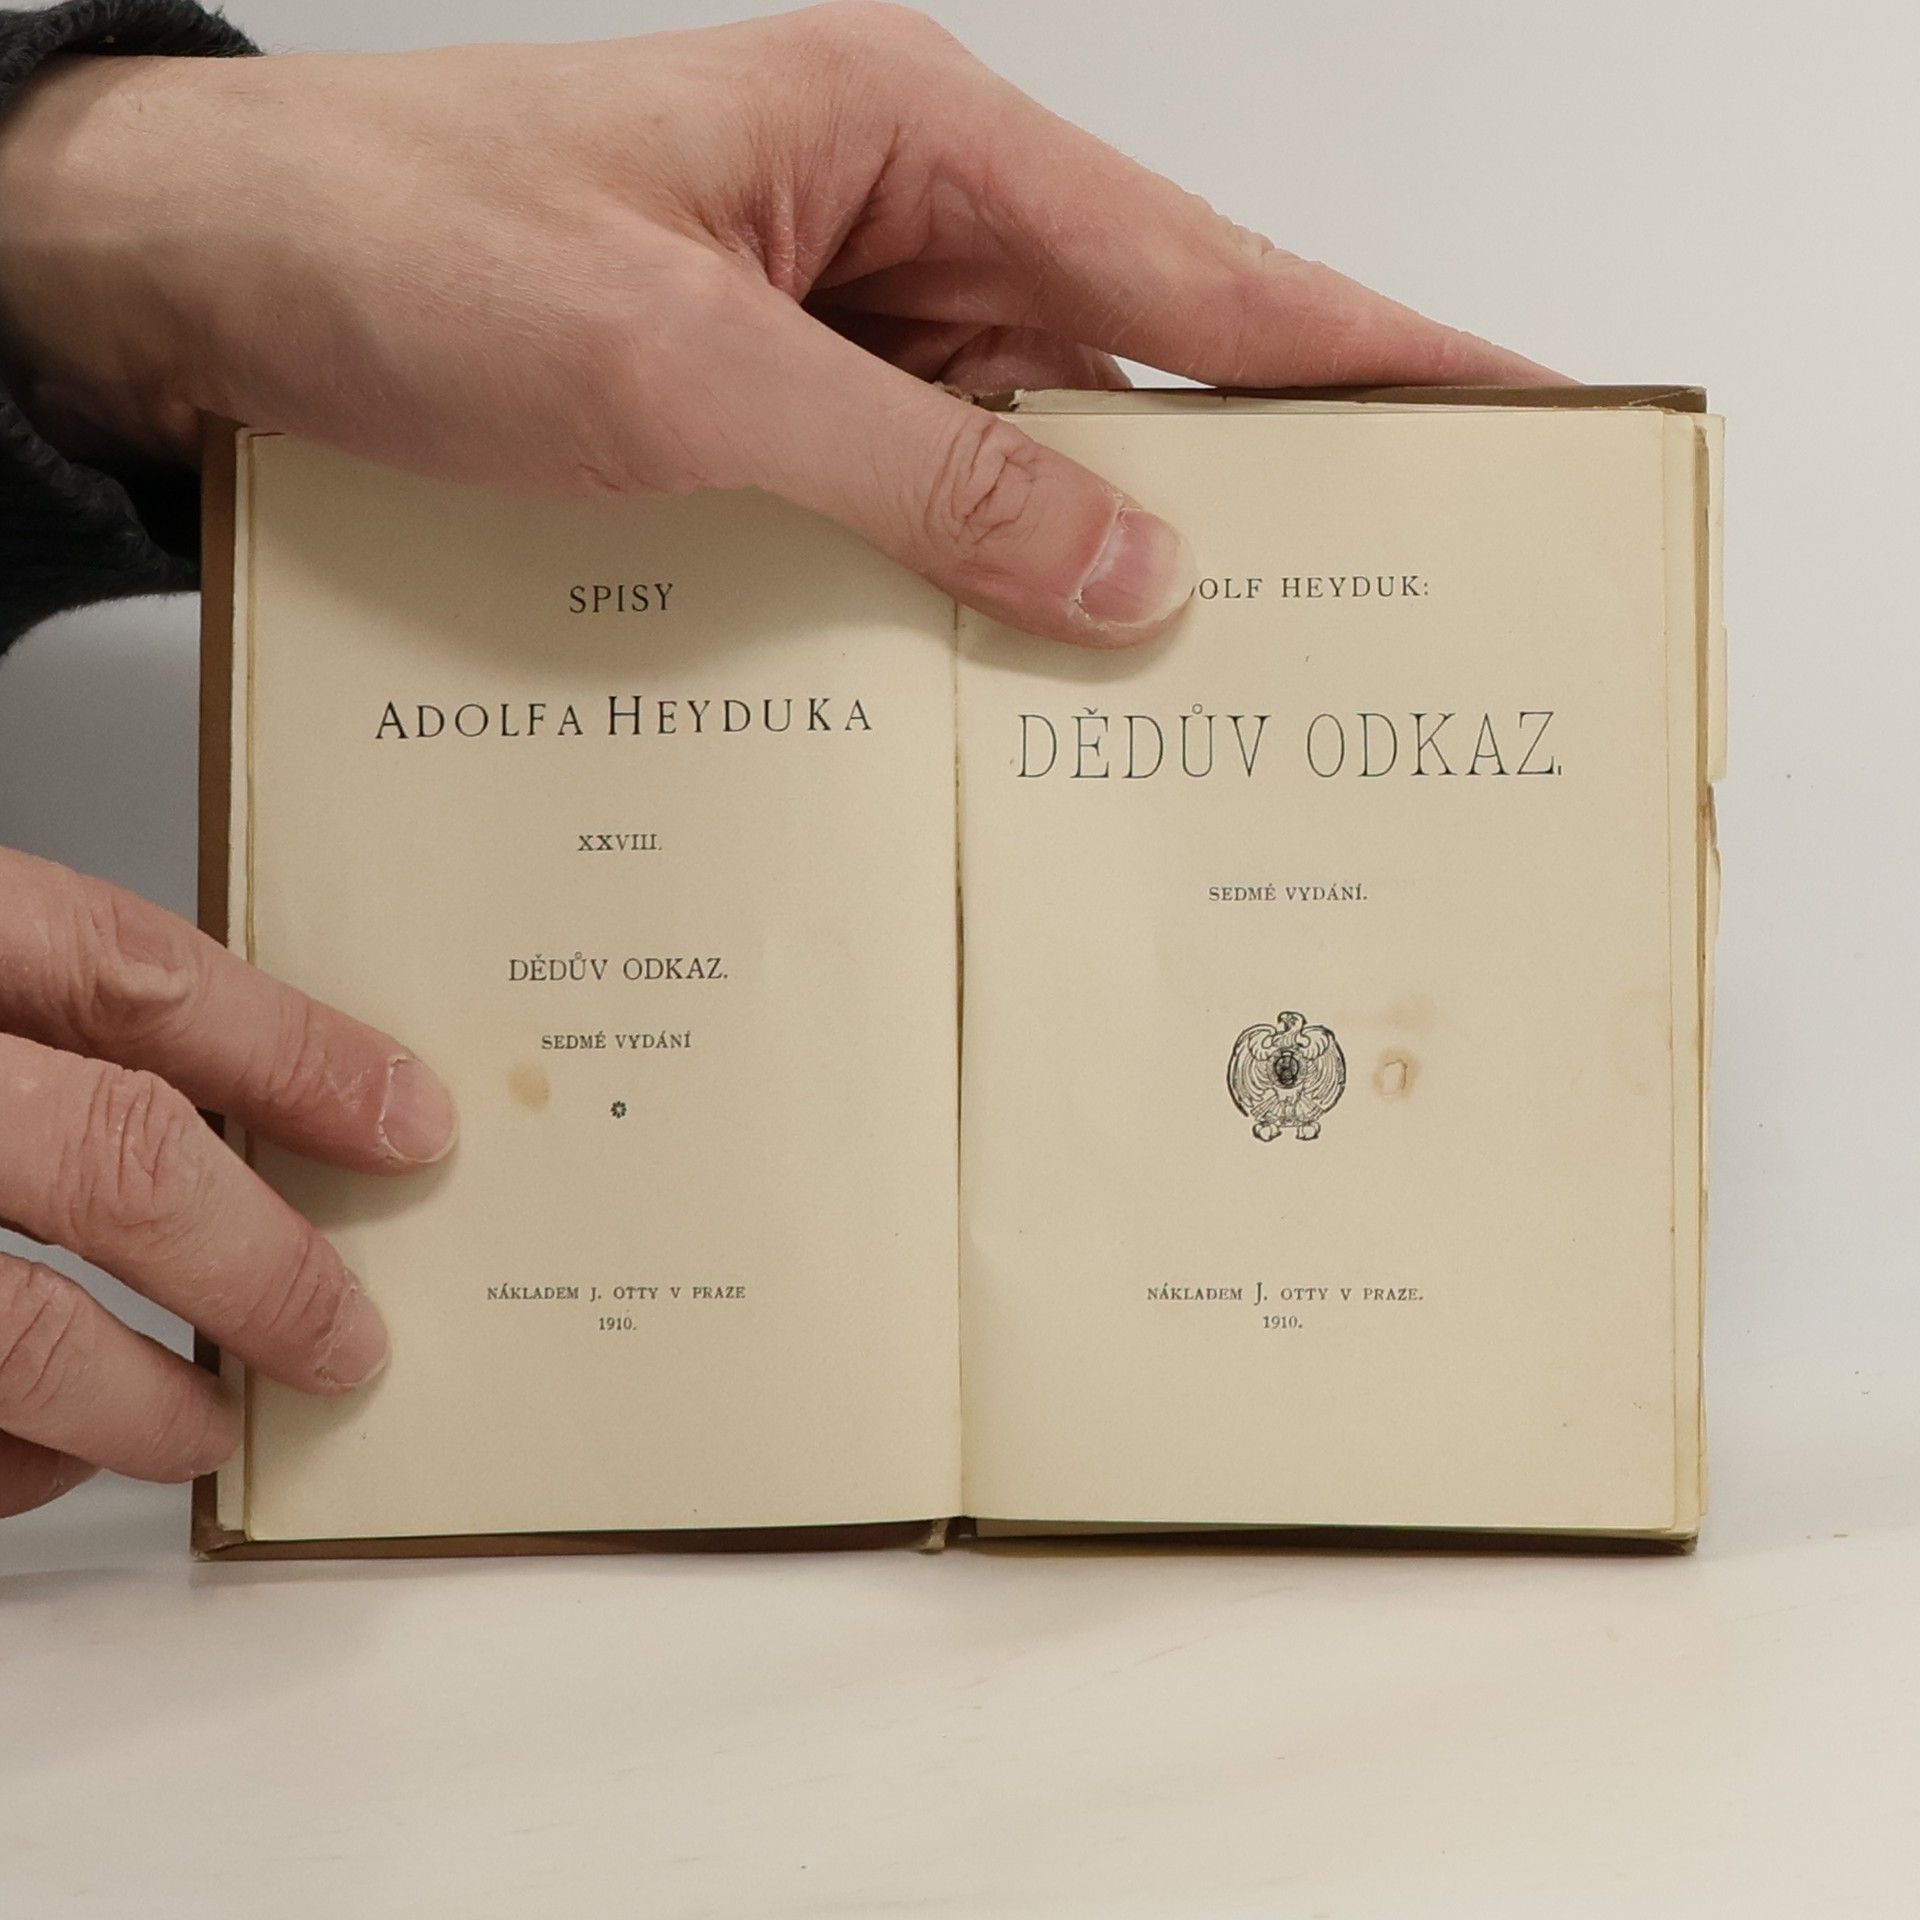 SPISY
ADOLFA HEYDUKA
XXVIII.
DĚDŮV ODKAZ.
SEDMÉ VYDÁNÍ
NÁKLADEM J. OTTY V PRAZE
1910.
HEYDUK:
DĚDŮV ODKAZ.
SEDMÉ VYDÁNÍ.
NÁKLADEM J. OTTY V PRAZE.
1910.